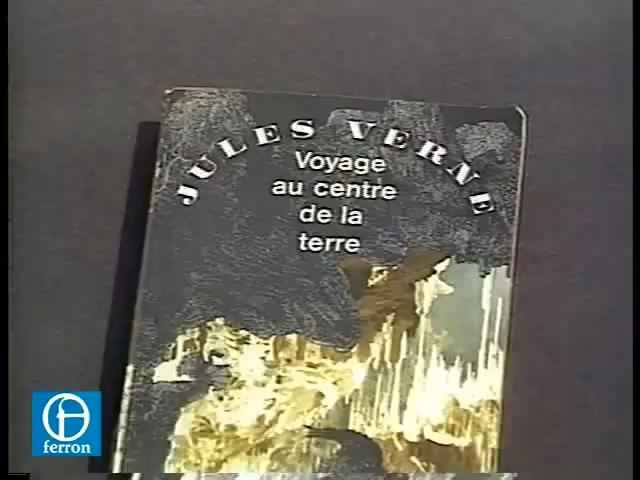 JULES VERNE
Voyage
au centre
de la
terre
ferron